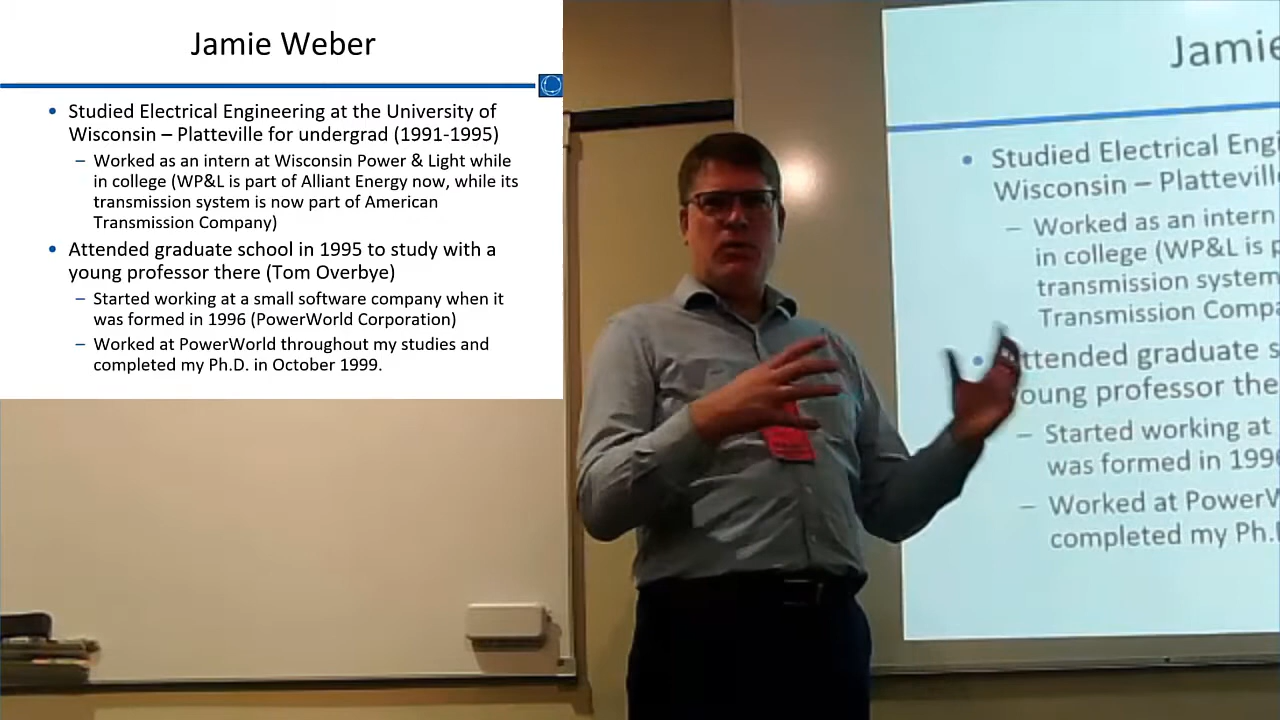 Jamie Weber
• Studied Electrical Engineering at the University of
Wisconsin – Platteville for undergrad (1991-1995)
– Worked as an intern at Wisconsin Power & Light while
in college (WP&L is part of Alliant Energy now, while its
transmission system is now part of American
Transmission Company)
• Attended graduate school in 1995 to study with a
young professor there (Tom Overbye)
– Started working at a small software company when it
was formed in 1996 (PowerWorld Corporation)
– Worked at PowerWorld throughout my studies and
completed my Ph.D. in October 1999.
Jamie
• Studied Electrical Engi
Wisconsin – Platteville
– Worked as an intern
in college (WP&L is p
transmission system
Transmission Compa
• ttended graduate s
oung professor the
– Started working at
was formed in 1996
– Worked at PowerW
completed my Ph.D